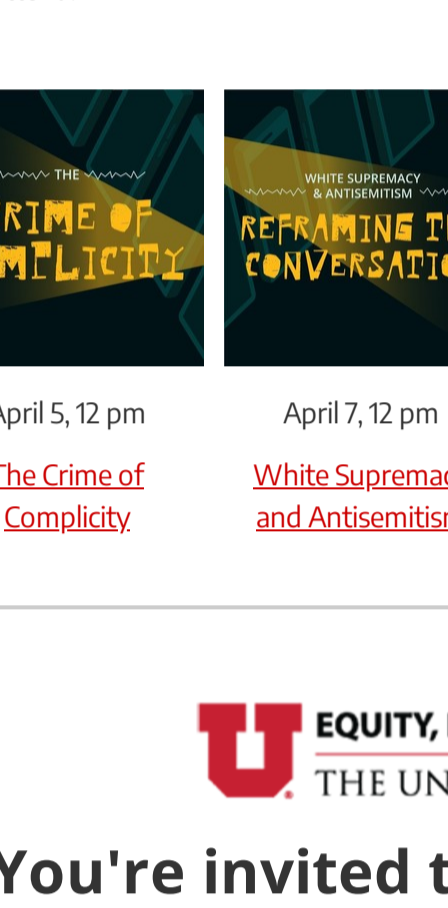 THE
RIME OF
MPLICITY
WHITE SUPREMACY
& ANTISEMITISM
REFRAMING T
CONVERSATIO
April 5, 12 pm
The Crime of
Complicity
April 7, 12 pm
White Supremac
and Antisemitis
EQUITY,
THE UN
You're invited t